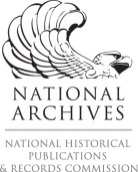 NATIONAL
ARCHIVES
NATIONAL HISTORICAL
PUBLICATIONS
& RECORDS COMMISSION